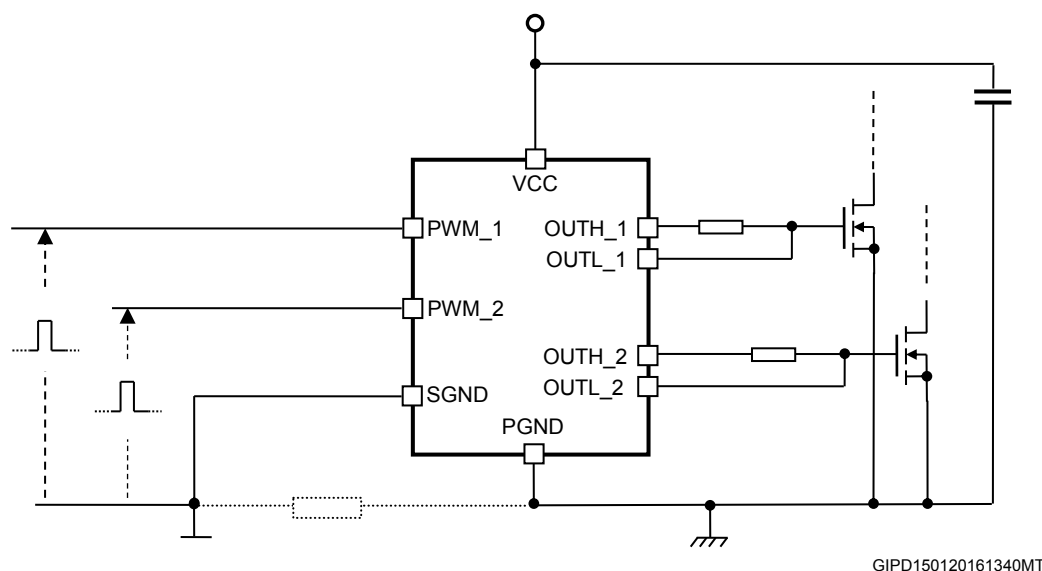 VCC
PWM_1
OUTH_1
OUTL_1
PWM_2
OUTH_2
OUTL_2
SGND
PGND
GIPD150120161340MT